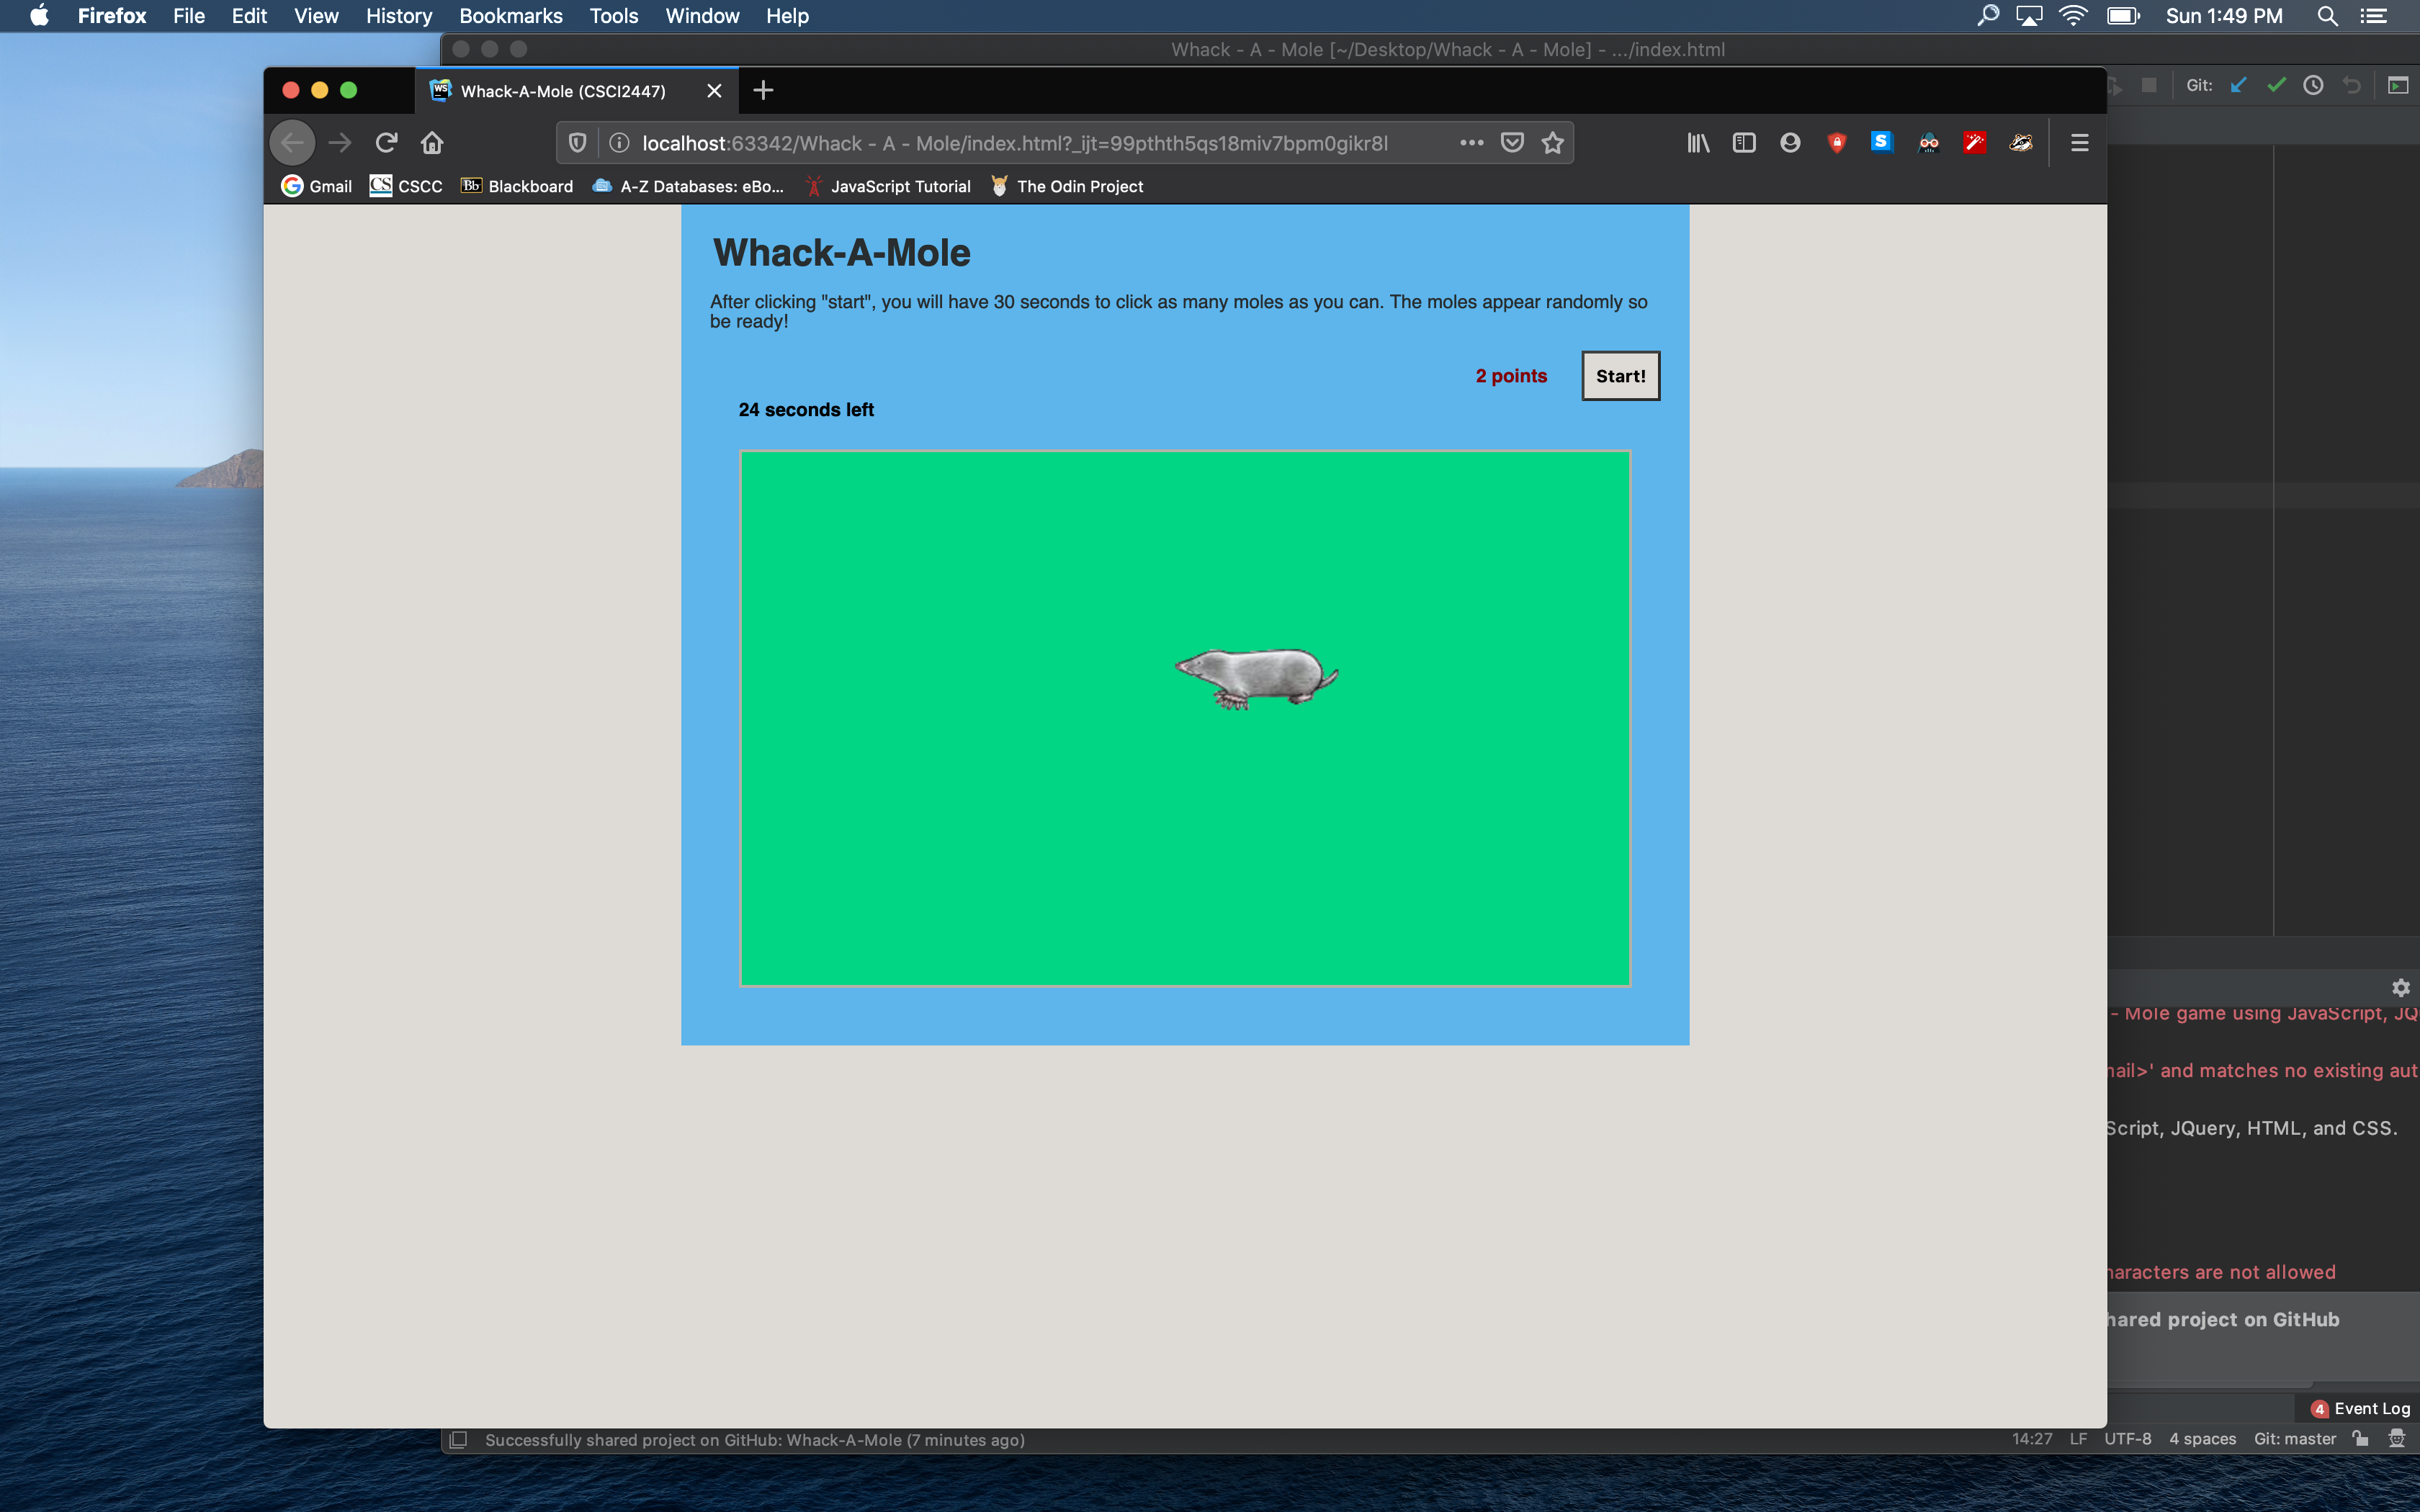 Firefox File Edit View History Bookmarks Tools Window Help Sun 1:49 PM
Whack - A - Mole [~/Desktop/Whack - A - Mole] - .../index.html
WS Whack-A-Mole (CSCI2447)
Git:
localhost:63342/Whack - A - Mole/index.html?_ijt=99pthth5qs18miv7bpm0gikr8l
S
G Gmail CS CSCC Bb Blackboard A-Z Databases: eBo... JavaScript Tutorial The Odin Project
Whack-A-Mole
After clicking "start", you will have 30 seconds to click as many moles as you can. The moles appear randomly so
be ready!
2 points Start!
24 seconds left
- Mole game using JavaScript, JQ
mail>' and matches no existing aut
Script, JQuery, HTML, and CSS.
haracters are not allowed
hared project on GitHub
4 Event Log
Successfully shared project on GitHub: Whack-A-Mole (7 minutes ago) 14:27 LF UTF-8 4 spaces Git: master